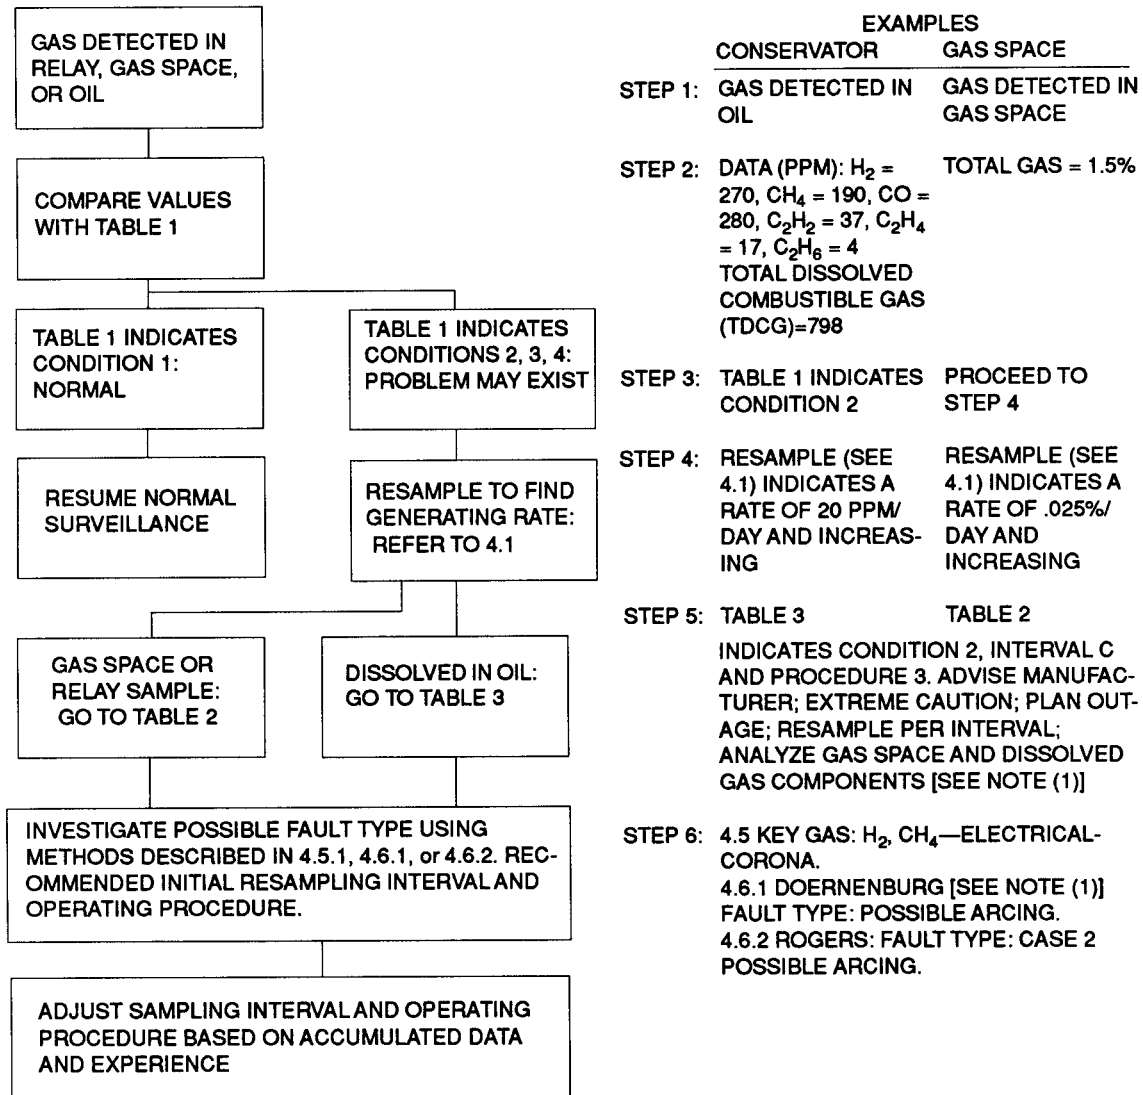 GAS DETECTED IN
RELAY, GAS SPACE,
OR OIL
COMPARE VALUES
WITH TABLE 1
TABLE 1 INDICATES
CONDITION 1:
NORMAL
TABLE 1 INDICATES
CONDITIONS 2, 3, 4:
PROBLEM MAY EXIST
RESUME NORMAL
SURVEILLANCE
RESAMPLE TO FIND
GENERATING RATE:
REFER TO 4.1
GAS SPACE OR
RELAY SAMPLE:
GO TO TABLE 2
DISSOLVED IN OIL:
GO TO TABLE 3
INVESTIGATE POSSIBLE FAULT TYPE USING
METHODS DESCRIBED IN 4.5.1, 4.6.1, or 4.6.2. REC-
OMMENDED INITIAL RESAMPLING INTERVAL AND
OPERATING PROCEDURE.
ADJUST SAMPLING INTERVAL AND OPERATING
PROCEDURE BASED ON ACCUMULATED DATA
AND EXPERIENCE
EXAMPLES
CONSERVATOR GAS SPACE
STEP 1: GAS DETECTED IN
OIL
GAS DETECTED IN
GAS SPACE
STEP 2: DATA (PPM): H₂ =
270, CH₄ = 190, CO =
280, C₂H₂ = 37, C₂H₄
= 17, C₂H₆ = 4
TOTAL DISSOLVED
COMBUSTIBLE GAS
(TDCG)=798
TOTAL GAS = 1.5%
STEP 3: TABLE 1 INDICATES
CONDITION 2
PROCEED TO
STEP 4
STEP 4: RESAMPLE (SEE
4.1) INDICATES A
RATE OF 20 PPM/
DAY AND INCREAS-
ING
RESAMPLE (SEE
4.1) INDICATES A
RATE OF .025%/
DAY AND
INCREASING
STEP 5: TABLE 3 TABLE 2
INDICATES CONDITION 2, INTERVAL C
AND PROCEDURE 3. ADVISE MANUFAC-
TURER; EXTREME CAUTION; PLAN OUT-
AGE; RESAMPLE PER INTERVAL;
ANALYZE GAS SPACE AND DISSOLVED
GAS COMPONENTS [SEE NOTE (1)]
STEP 6: 4.5 KEY GAS: H₂, CH₄—ELECTRICAL-
CORONA.
4.6.1 DOERNENBURG [SEE NOTE (1)]
FAULT TYPE: POSSIBLE ARCING.
4.6.2 ROGERS: FAULT TYPE: CASE 2
POSSIBLE ARCING.